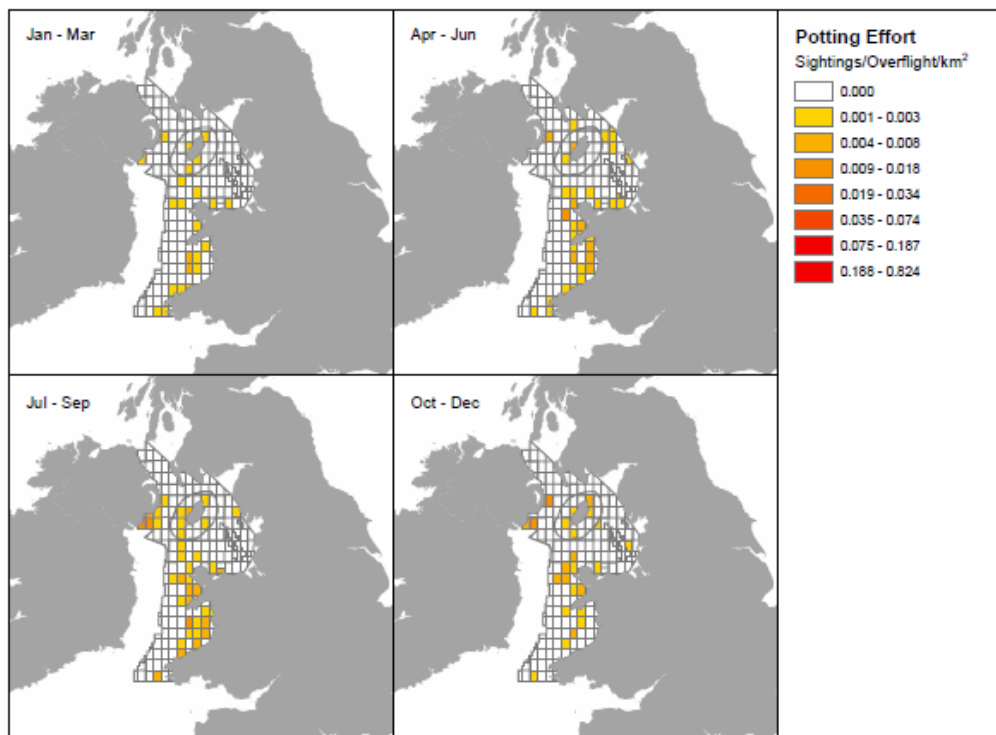 Jan - Mar
Apr - Jun
Jul - Sep
Oct - Dec
Potting Effort
Sightings/Overflight/km²
0.000
0.001 - 0.003
0.004 - 0.008
0.009 - 0.018
0.019 - 0.034
0.035 - 0.074
0.075 - 0.187
0.188 - 0.824